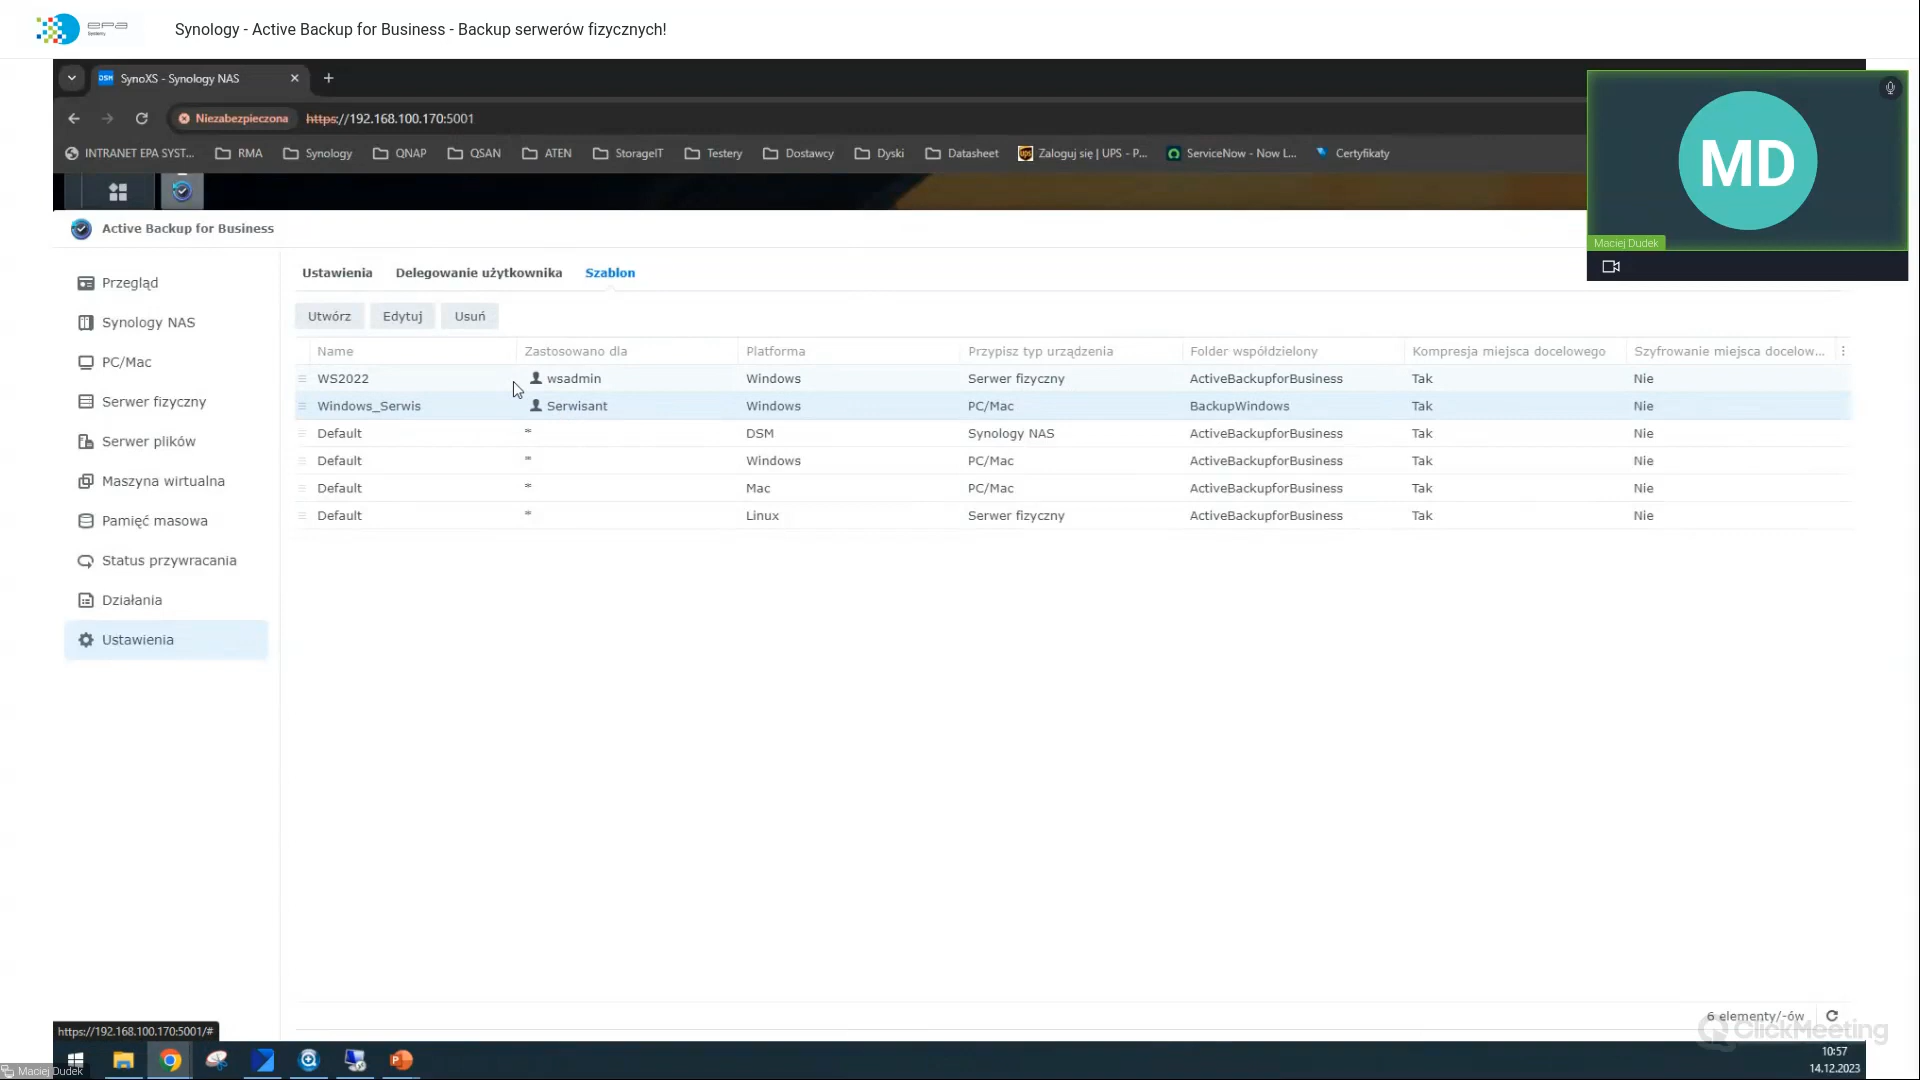 epa
Systemy
Synology - Active Backup for Business - Backup serwerów fizycznych!
DSM
SynoXS - Synology NAS
Niezabezpieczona
https://192.168.100.170:5001
INTRANET EPA SYST...
RMA
Synology
QNAP
QSAN
ATEN
StorageIT
Testery
Dostawcy
Dyski
Datasheet
ups
Zaloguj się | UPS - P...
ServiceNow - Now L...
Certyfikaty
MD
Maciej Dudek
Active Backup for Business
Przegląd
Synology NAS
PC/Mac
Serwer fizyczny
Serwer plików
Maszyna wirtualna
Pamięć masowa
Status przywracania
Działania
Ustawienia
Ustawienia Delegowanie użytkownika Szablon
Utwórz Edytuj Usuń
Name Zastosowano dla Platforma Przypisz typ urządzenia Folder współdzielony Kompresja miejsca docelowego Szyfrowanie miejsca docelow...
WS2022 wsadmin Windows Serwer fizyczny ActiveBackupforBusiness Tak Nie
Windows_Serwis Serwisant Windows PC/Mac BackupWindows Tak Nie
Default * DSM Synology NAS ActiveBackupforBusiness Tak Nie
Default * Windows PC/Mac ActiveBackupforBusiness Tak Nie
Default * Mac PC/Mac ActiveBackupforBusiness Tak Nie
Default * Linux Serwer fizyczny ActiveBackupforBusiness Tak Nie
6 elementy/-ów
ClickMeeting
https://192.168.100.170:5001/#
Maciej Dudek
10:57
14.12.2023